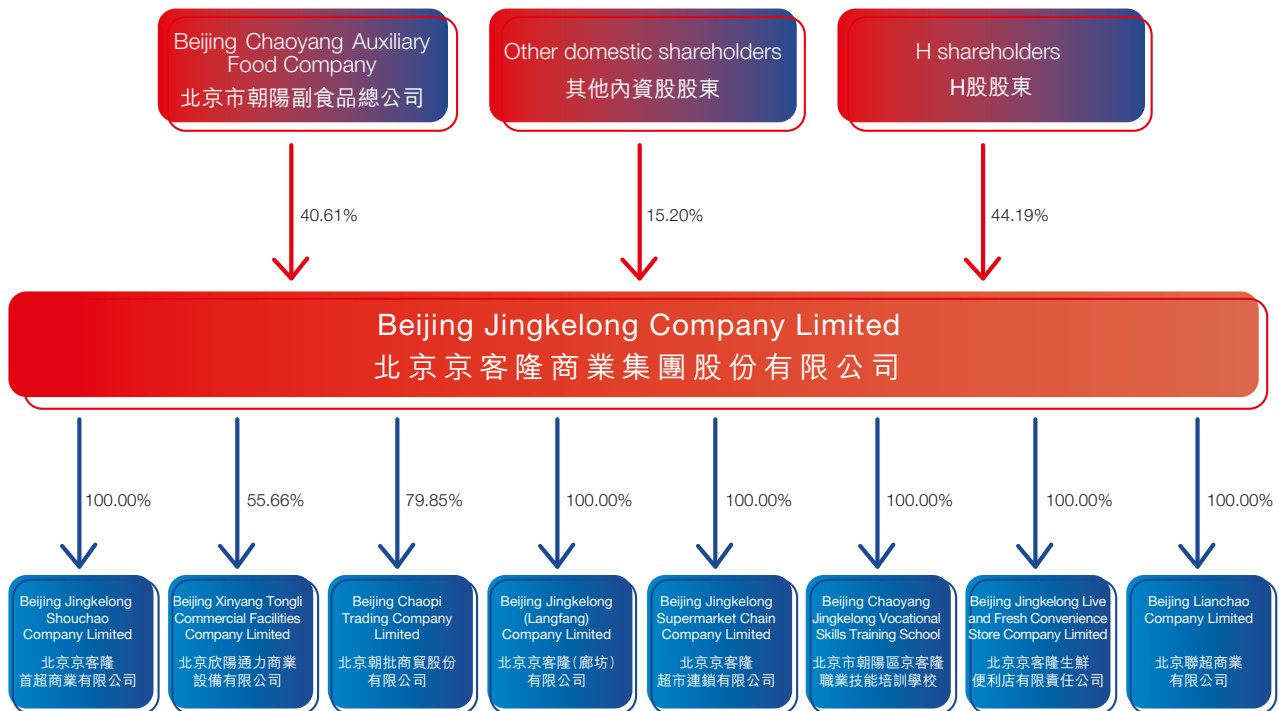 Beijing Chaoyang Auxiliary
Food Company
北京市朝陽副食品總公司
Other domestic shareholders
其他內資股股東
H shareholders
H股股東
40.61%
15.20%
44.19%
Beijing Jingkelong Company Limited
北京京客隆商業集團股份有限公司
100.00%
55.66%
79.85%
100.00%
100.00%
100.00%
100.00%
100.00%
Beijing Jingkelong
Shouchao
Company Limited
北京京客隆
首超商業有限公司
Beijing Xinyang Tongli
Commercial Facilities
Company Limited
北京欣陽通力商業
設備有限公司
Beijing Chaopi
Trading Company
Limited
北京朝批商貿股份
有限公司
Beijing Jingkelong
(Langfang)
Company Limited
北京京客隆（廊坊）
有限公司
Beijing Jingkelong
Supermarket Chain
Company Limited
北京京客隆
超市連鎖有限公司
Beijing Chaoyang
Jingkelong Vocational
Skills Training School
北京市朝陽區京客隆
職業技能培訓學校
Beijing Jingkelong Live
and Fresh Convenience
Store Company Limited
北京京客隆生鮮
便利店有限責任公司
Beijing Lianchao
Company Limited
北京聯超商業
有限公司